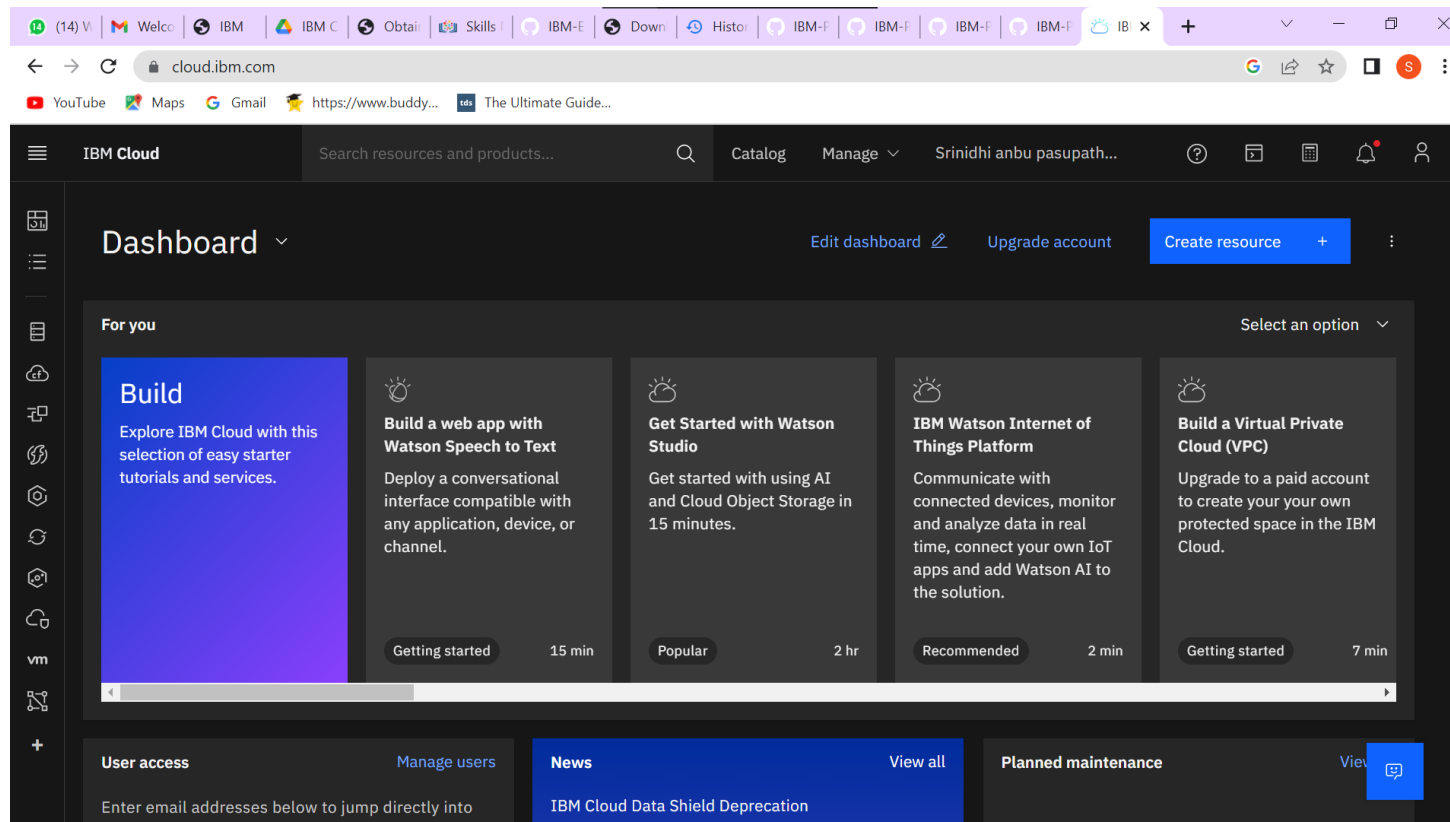 (14) W
Welco
IBM
IBM C
Obtain
Skills
IBM-E
Down
Histor
IBM-P
IBM-P
IBM-P
IBM-P
IB
cloud.ibm.com
S
YouTube
Maps
Gmail
https://www.buddy...
tds
The Ultimate Guide...
IBM Cloud
Search resources and products...
Catalog
Manage
Srinidhi anbu pasupath...
Dashboard
Edit dashboard
Upgrade account
Create resource +
For you
Select an option
Build
Explore IBM Cloud with this
selection of easy starter
tutorials and services.
Build a web app with
Watson Speech to Text
Deploy a conversational
interface compatible with
any application, device, or
channel.
Getting started
15 min
Get Started with Watson
Studio
Get started with using AI
and Cloud Object Storage in
15 minutes.
Popular
2 hr
IBM Watson Internet of
Things Platform
Communicate with
connected devices, monitor
and analyze data in real
time, connect your own IoT
apps and add Watson AI to
the solution.
Recommended
2 min
Build a Virtual Private
Cloud (VPC)
Upgrade to a paid account
to create your your own
protected space in the IBM
Cloud.
Getting started
7 min
cf
vm
User access
Manage users
Enter email addresses below to jump directly into
News
View all
IBM Cloud Data Shield Deprecation
Planned maintenance
View